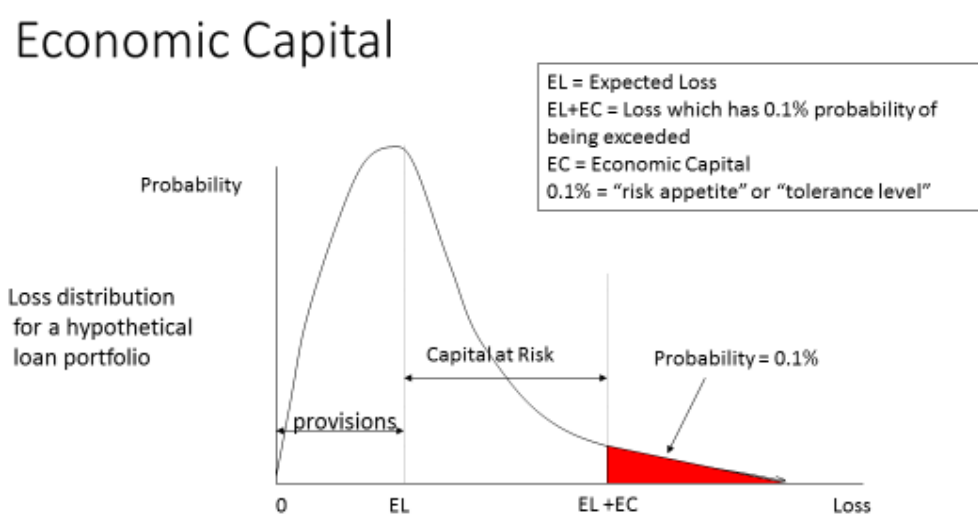 Economic Capital
EL = Expected Loss
EL+EC = Loss which has 0.1% probability of
being exceeded
EC = Economic Capital
0.1% = “risk appetite” or “tolerance level”
Probability
Loss distribution
for a hypothetical
loan portfolio
Capital at Risk
Probability = 0.1%
provisions
0
EL
EL +EC
Loss